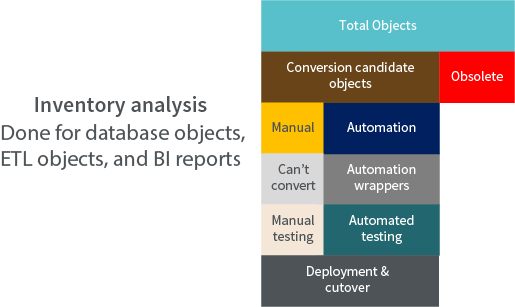 Inventory analysis
Done for database objects,
ETL objects, and BI reports
Total Objects
Conversion candidate
objects
Obsolete
Manual
Automation
Can't
convert
Automation
wrappers
Manual
testing
Automated
testing
Deployment &
cutover